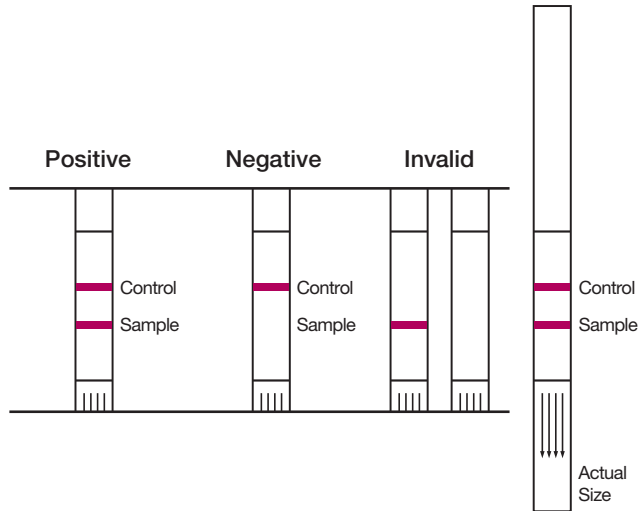 Positive
Negative
Invalid
Control
Control
Control
Sample
Sample
Sample
Actual
Size